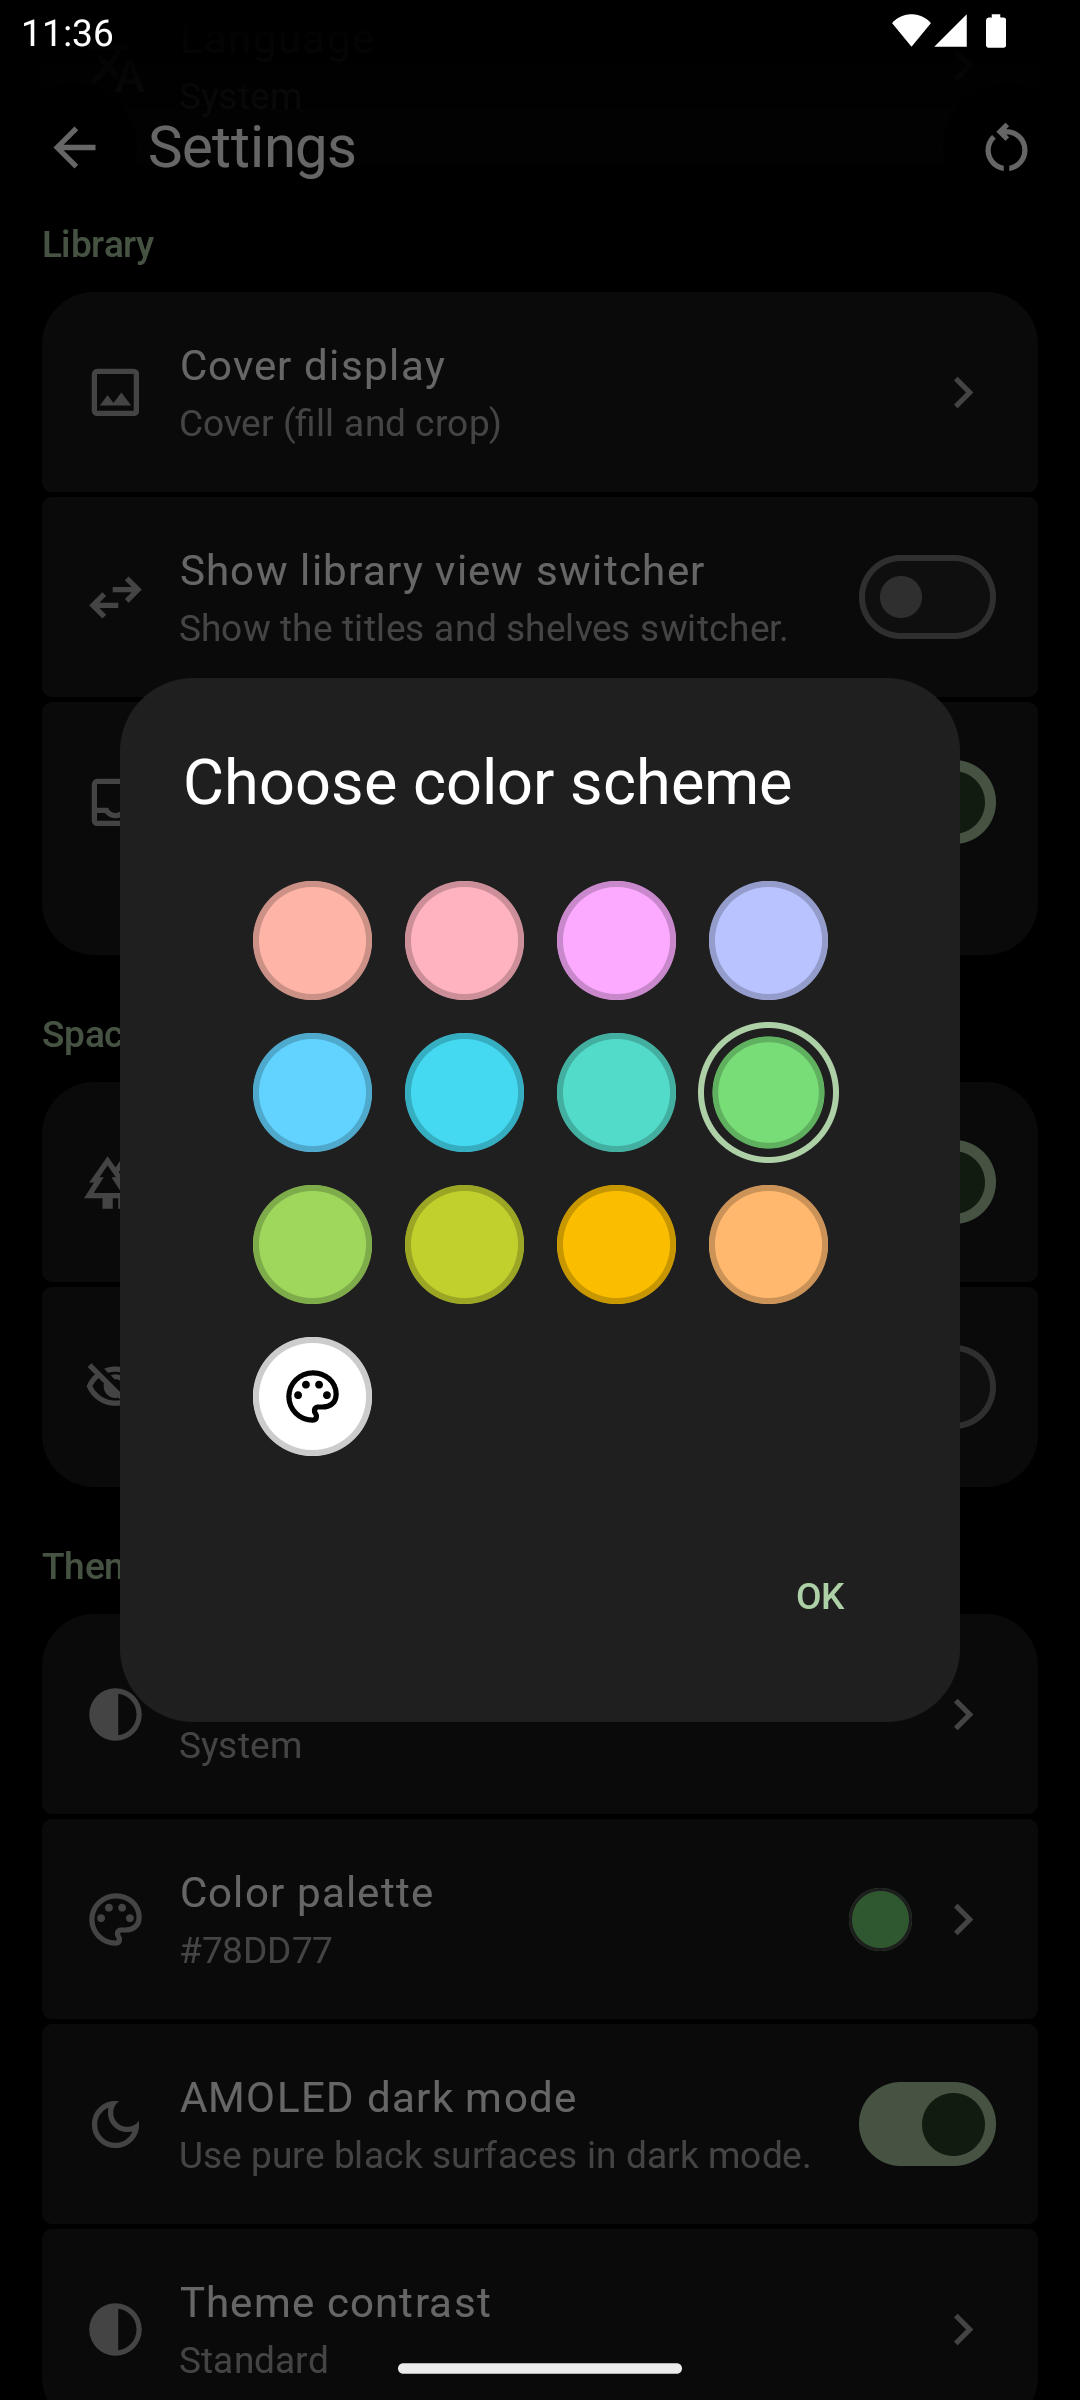 11:36
Language
System
Settings
Library
Cover display
Cover (fill and crop)
Show library view switcher
Show the titles and shelves switcher.
Choose color scheme
Spac
Them
OK
System
Color palette
#78DD77
AMOLED dark mode
Use pure black surfaces in dark mode.
Theme contrast
Standard